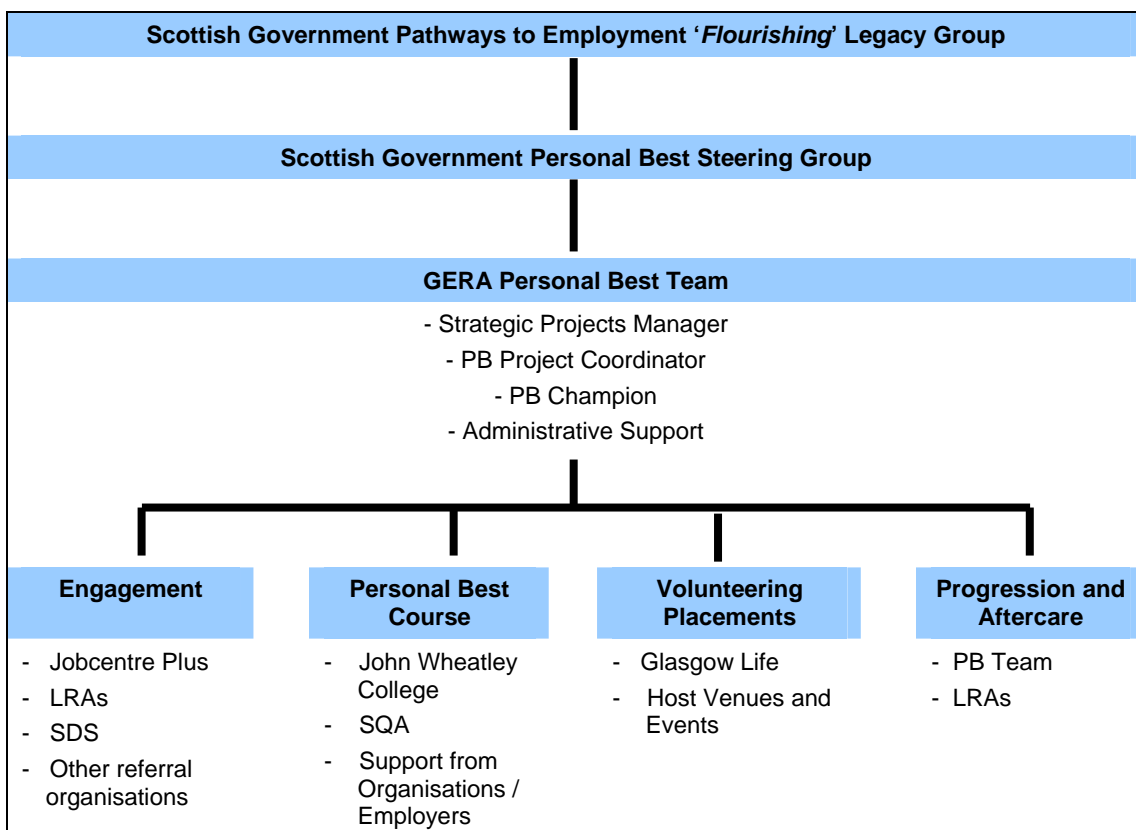 Scottish Government Pathways to Employment ‘Flourishing’ Legacy Group
Scottish Government Personal Best Steering Group
GERA Personal Best Team
- Strategic Projects Manager
- PB Project Coordinator
- PB Champion
- Administrative Support
Engagement
- Jobcentre Plus
- LRAs
- SDS
- Other referral
organisations
Personal Best
Course
- John Wheatley
College
- SQA
- Support from
Organisations /
Employers
Volunteering
Placements
- Glasgow Life
- Host Venues and
Events
Progression and
Aftercare
- PB Team
- LRAs